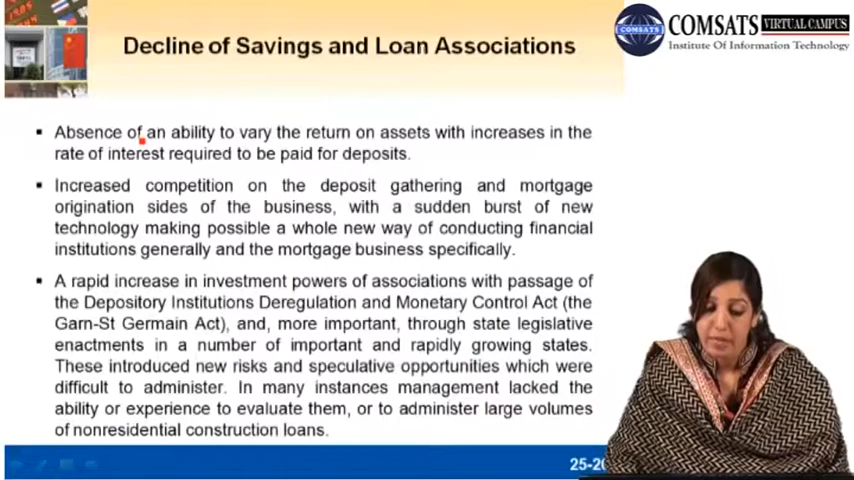 Decline of Savings and Loan Associations
COMSATS VIRTUAL CAMPUS
Institute Of Information Technology
COMSATS
▪ Absence of an ability to vary the return on assets with increases in the
rate of interest required to be paid for deposits.
▪ Increased competition on the deposit gathering and mortgage
origination sides of the business, with a sudden burst of new
technology making possible a whole new way of conducting financial
institutions generally and the mortgage business specifically.
▪ A rapid increase in investment powers of associations with passage of
the Depository Institutions Deregulation and Monetary Control Act (the
Garn-St Germain Act), and, more important, through state legislative
enactments in a number of important and rapidly growing states.
These introduced new risks and speculative opportunities which were
difficult to administer. In many instances management lacked the
ability or experience to evaluate them, or to administer large volumes
of nonresidential construction loans.